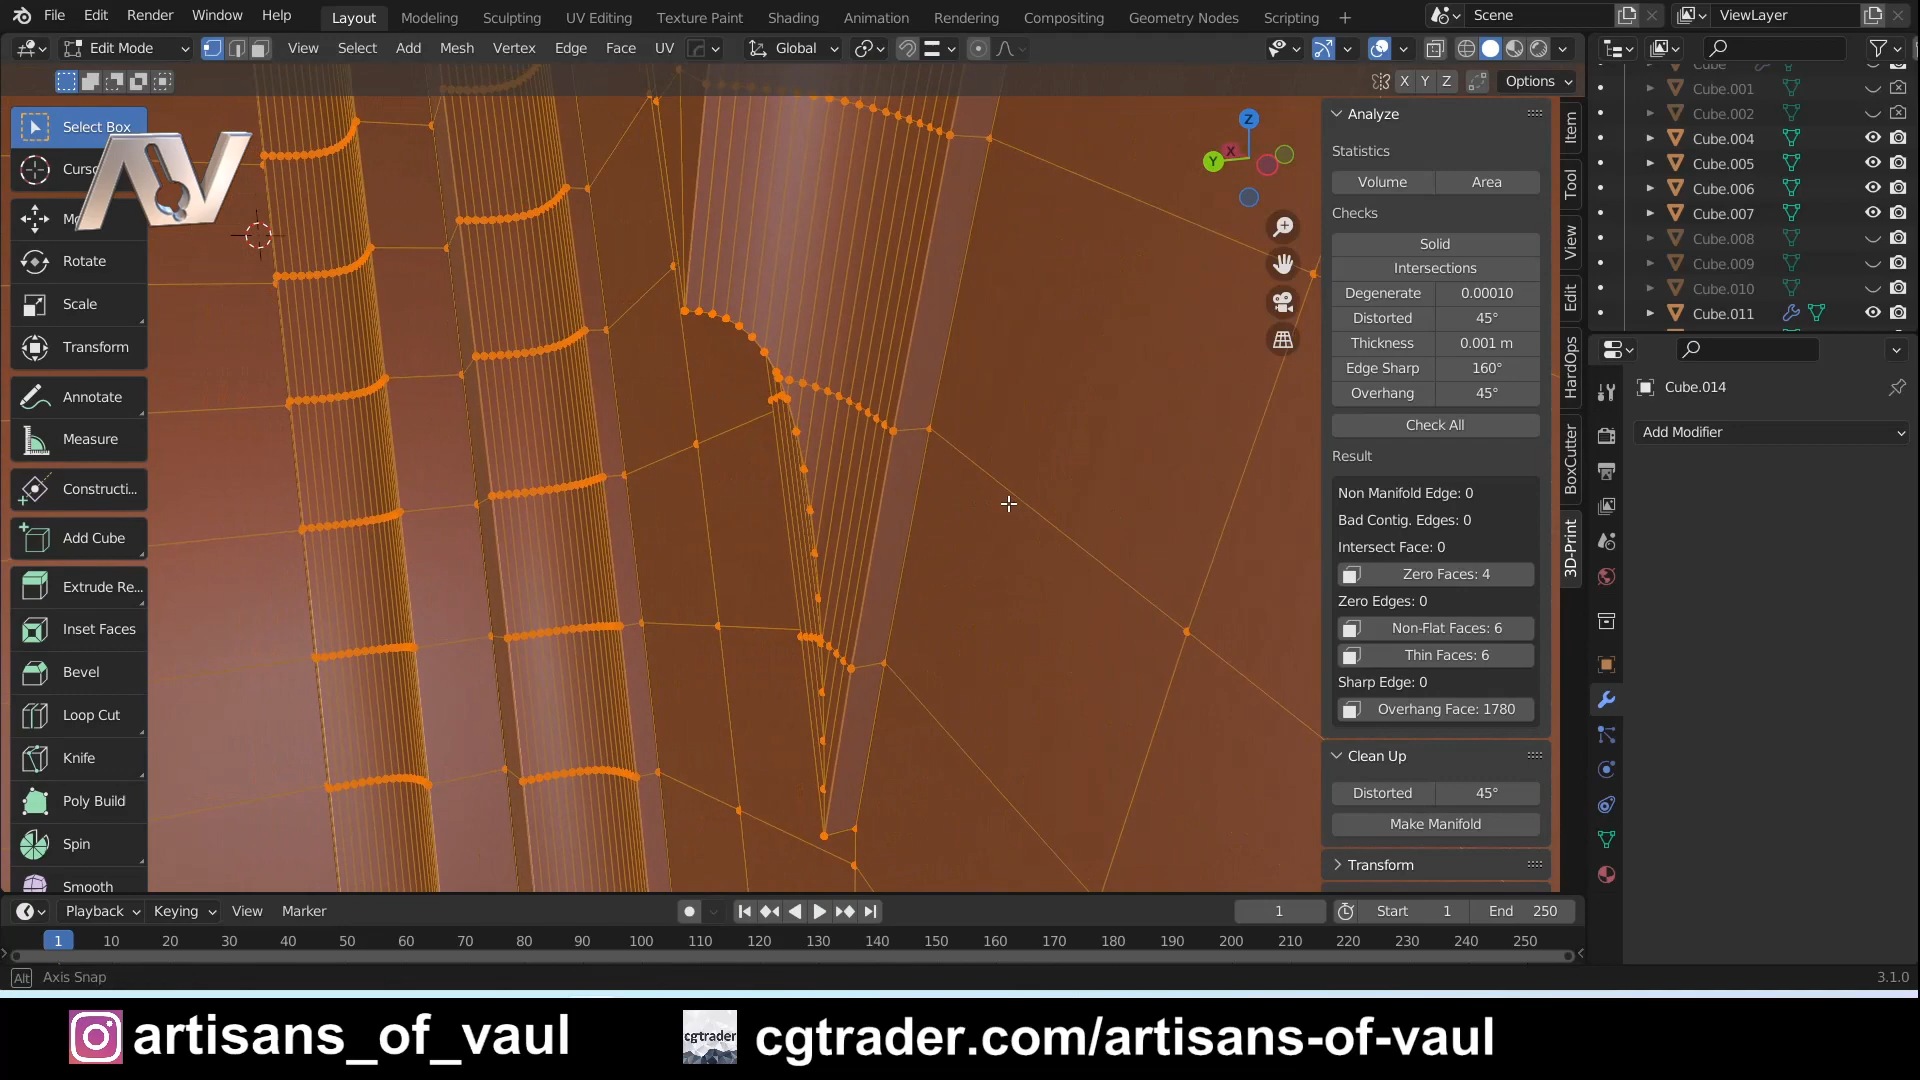 File Edit Render Window Help Layout Modeling Sculpting UV Editing Texture Paint Shading Animation Rendering Compositing Geometry Nodes Scripting + Scene ViewLayer
Edit Mode View Select Add Mesh Vertex Edge Face UV Global
X Y Z Options
Select Box
AV
Rotate
Scale
Transform
Annotate
Measure
Constructi...
Add Cube
Extrude Re...
Inset Faces
Bevel
Loop Cut
Knife
Poly Build
Spin
Smooth
Z
Y
X
Analyze
Statistics
Volume Area
Checks
Solid
Intersections
Degenerate 0.00010
Distorted 45°
Thickness 0.001 m
Edge Sharp 160°
Overhang 45°
Check All
Result
Non Manifold Edge: 0
Bad Contig. Edges: 0
Intersect Face: 0
Zero Faces: 4
Zero Edges: 0
Non-Flat Faces: 6
Thin Faces: 6
Sharp Edge: 0
Overhang Face: 1780
Clean Up
Distorted 45°
Make Manifold
Transform
Item
Tool
View
Edit
HardOps
BoxCutter
3D-Print
Cube
Cube.001
Cube.002
Cube.004
Cube.005
Cube.006
Cube.007
Cube.008
Cube.009
Cube.010
Cube.011
Cube.014
Add Modifier
Playback Keying View Marker 1 Start 1 End 250
1 10 20 30 40 50 60 70 80 90 100 110 120 130 140 150 160 170 180 190 200 210 220 230 240 250
Alt Axis Snap 3.1.0
artisans_of_vaul cgtrader cgtrader.com/artisans-of-vaul